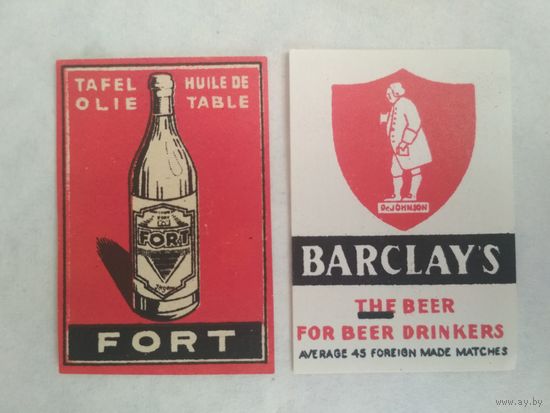 TAFEL HUILE DE
OLIE TABLE
FORT
FORT
Dr. JOHNSON
BARCLAY'S
THE BEER
FOR BEER DRINKERS
AVERAGE 45 FOREIGN MADE MATCHES
www.ay.by